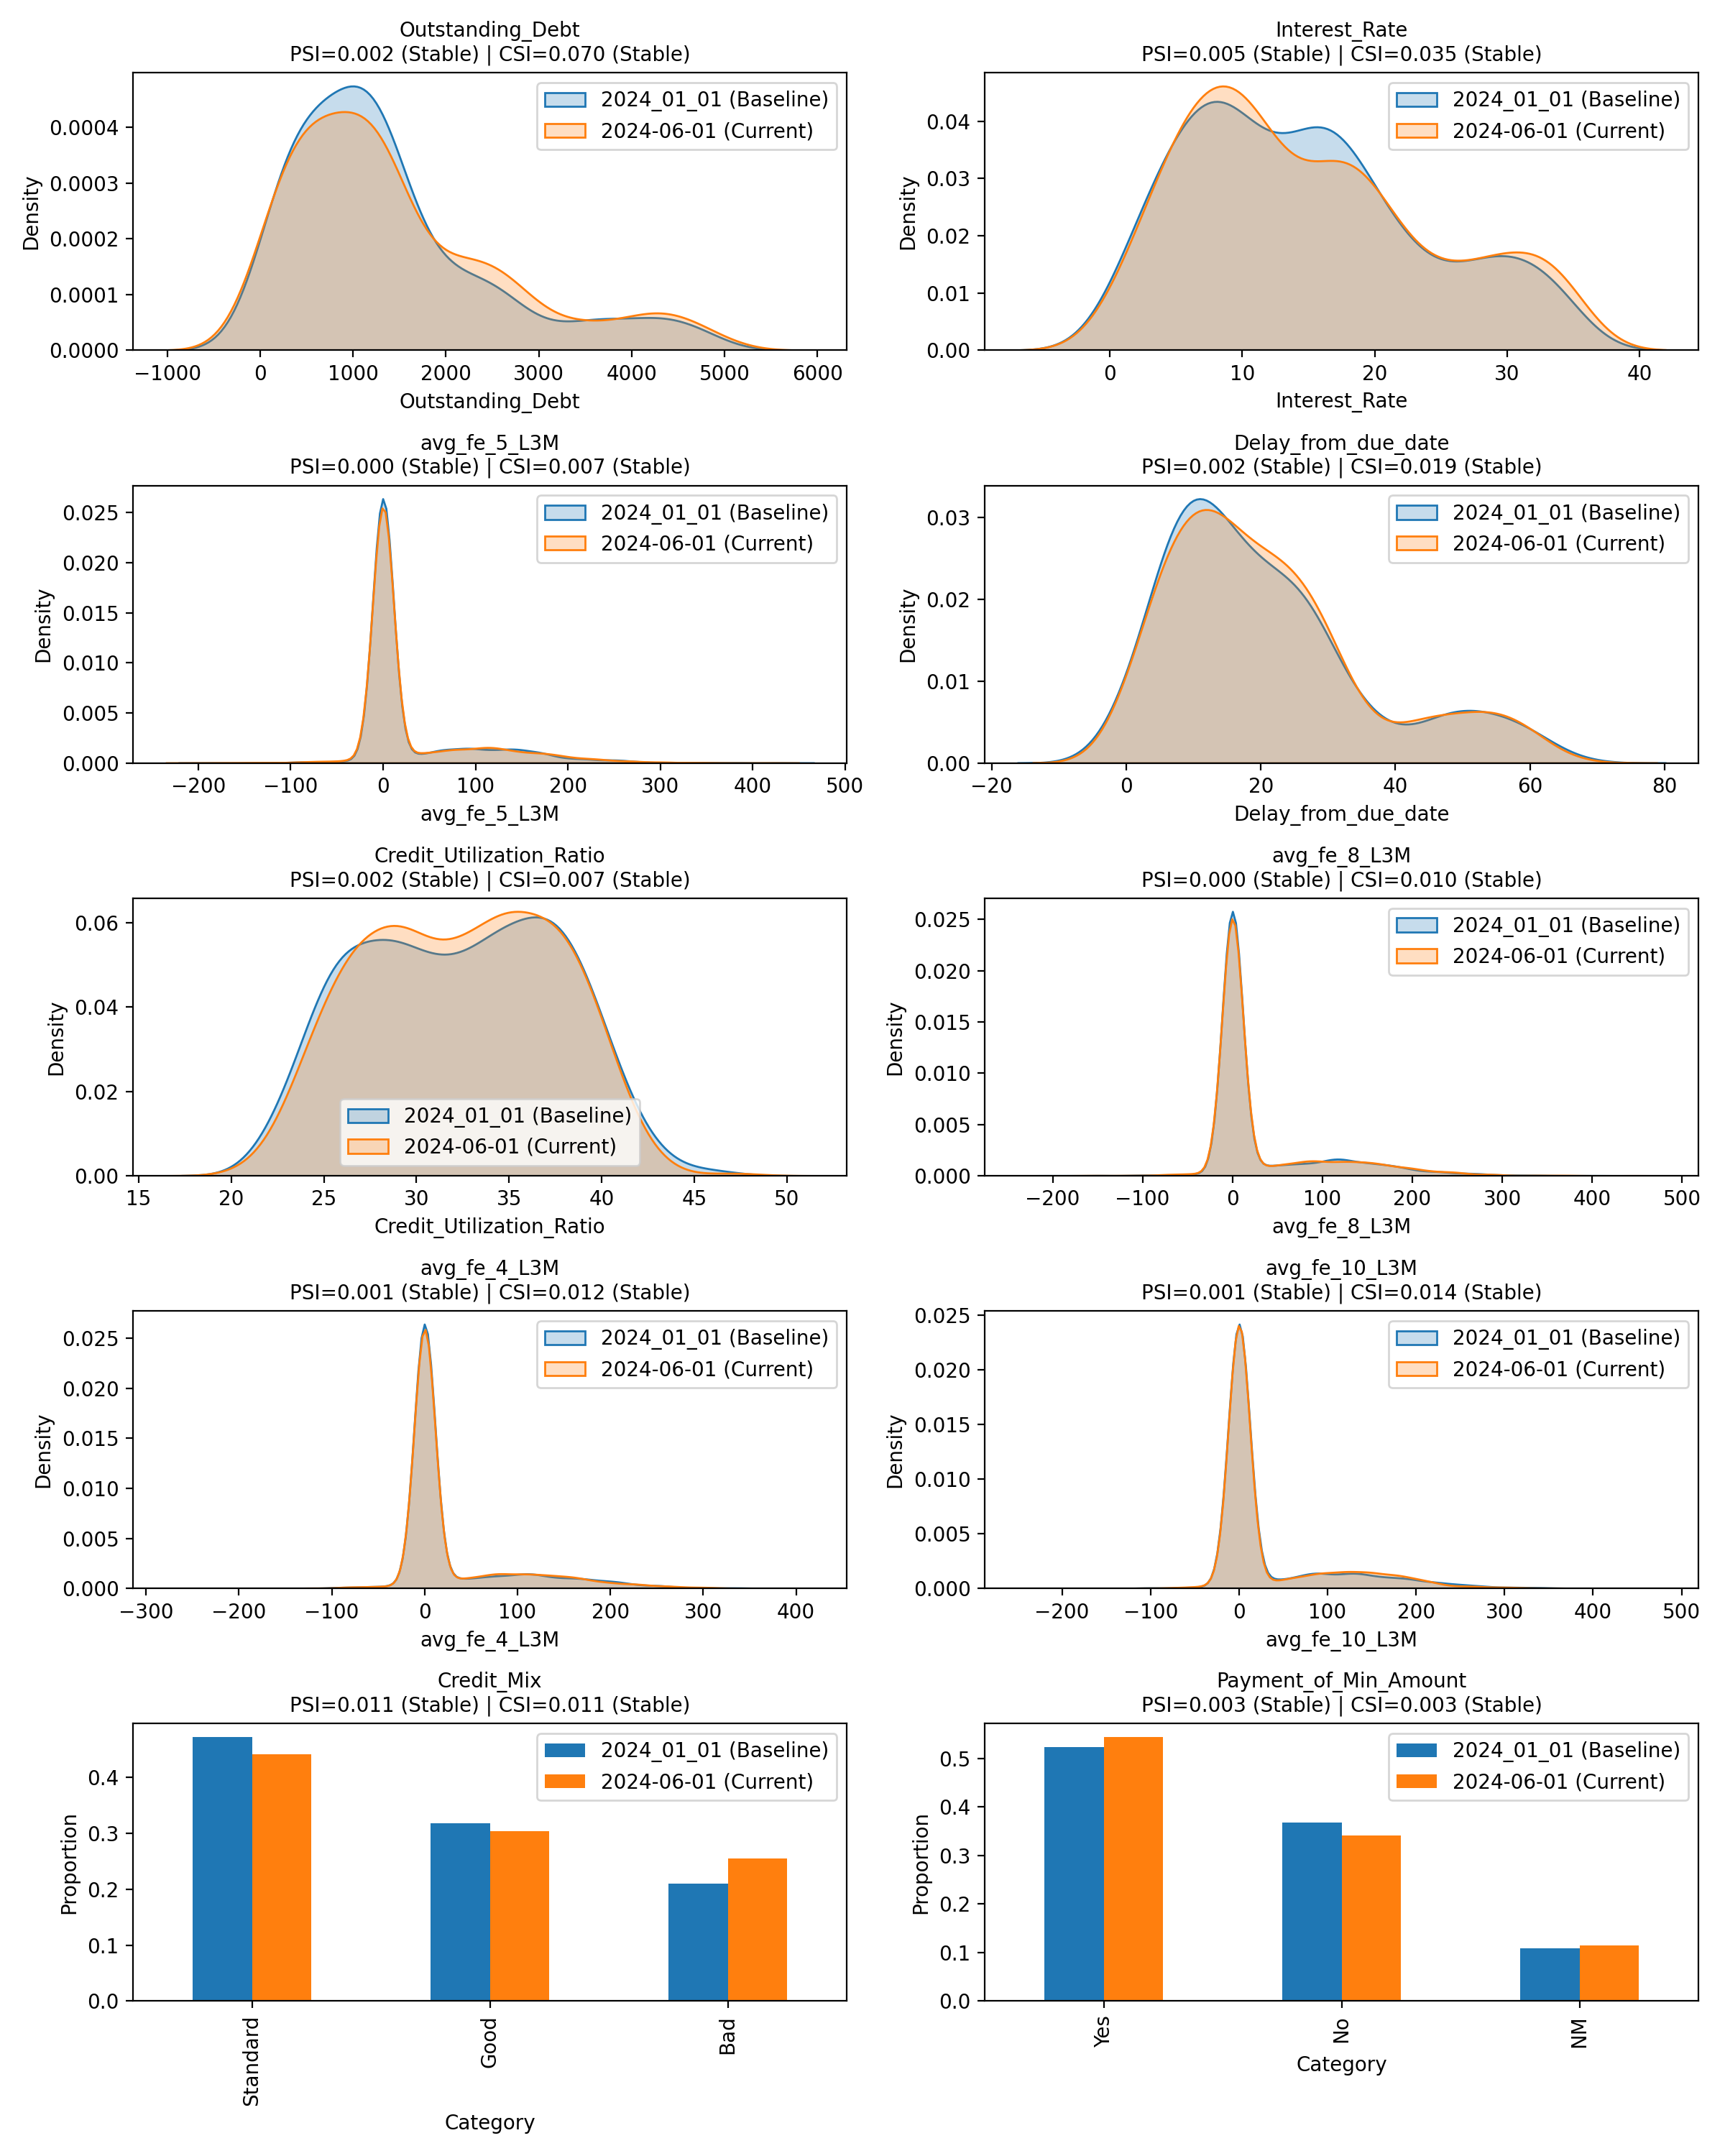 Outstanding_Debt
PSI=0.002 (Stable) | CSI=0.070 (Stable)
2024_01_01 (Baseline)
2024-06-01 (Current)
0.0004
0.0003
0.0002
0.0001
0.0000
Density
−1000 0 1000 2000 3000 4000 5000 6000
Outstanding_Debt
Interest_Rate
PSI=0.005 (Stable) | CSI=0.035 (Stable)
2024_01_01 (Baseline)
2024-06-01 (Current)
0.04
0.03
0.02
0.01
0.00
Density
0 10 20 30 40
Interest_Rate
avg_fe_5_L3M
PSI=0.000 (Stable) | CSI=0.007 (Stable)
2024_01_01 (Baseline)
2024-06-01 (Current)
0.025
0.020
0.015
0.010
0.005
0.000
Density
−200 −100 0 100 200 300 400 500
avg_fe_5_L3M
Delay_from_due_date
PSI=0.002 (Stable) | CSI=0.019 (Stable)
2024_01_01 (Baseline)
2024-06-01 (Current)
0.03
0.02
0.01
0.00
Density
−20 0 20 40 60 80
Delay_from_due_date
Credit_Utilization_Ratio
PSI=0.002 (Stable) | CSI=0.007 (Stable)
0.06
0.04
0.02
0.00
Density
2024_01_01 (Baseline)
2024-06-01 (Current)
15 20 25 30 35 40 45 50
Credit_Utilization_Ratio
avg_fe_8_L3M
PSI=0.000 (Stable) | CSI=0.010 (Stable)
2024_01_01 (Baseline)
2024-06-01 (Current)
0.025
0.020
0.015
0.010
0.005
0.000
Density
−200 −100 0 100 200 300 400 500
avg_fe_8_L3M
avg_fe_4_L3M
PSI=0.001 (Stable) | CSI=0.012 (Stable)
2024_01_01 (Baseline)
2024-06-01 (Current)
0.025
0.020
0.015
0.010
0.005
0.000
Density
−300 −200 −100 0 100 200 300 400
avg_fe_4_L3M
avg_fe_10_L3M
PSI=0.001 (Stable) | CSI=0.014 (Stable)
2024_01_01 (Baseline)
2024-06-01 (Current)
0.025
0.020
0.015
0.010
0.005
0.000
Density
−200 −100 0 100 200 300 400 500
avg_fe_10_L3M
Credit_Mix
PSI=0.011 (Stable) | CSI=0.011 (Stable)
2024_01_01 (Baseline)
2024-06-01 (Current)
0.4
0.3
0.2
0.1
0.0
Proportion
Standard Good Bad
Category
Payment_of_Min_Amount
PSI=0.003 (Stable) | CSI=0.003 (Stable)
2024_01_01 (Baseline)
2024-06-01 (Current)
0.5
0.4
0.3
0.2
0.1
0.0
Proportion
Yes No NM
Category